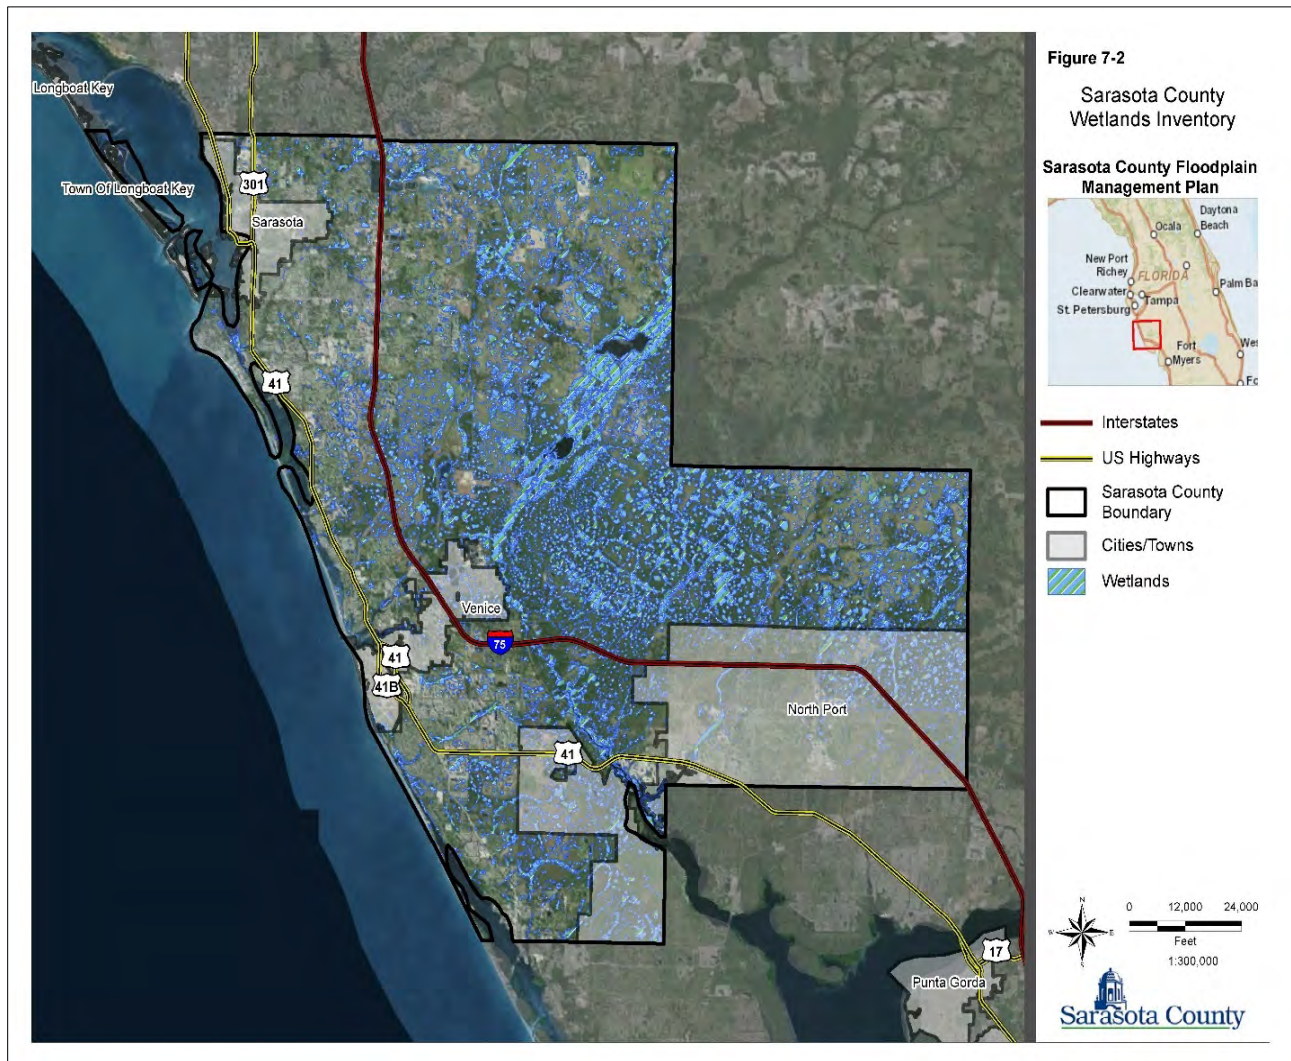 Figure 7-2
Sarasota County
Wetlands Inventory
Sarasota County Floodplain
Management Plan
Daytona
Beach
Ocala
New Port
Richey
FLORIDA
Clearwater
Tampa
Palm Ba
St. Petersburg
Fort
Myers
Wes
Fo
Interstates
US Highways
Sarasota County
Boundary
Cities/Towns
Wetlands
Longboat Key
Town Of Longboat Key
301
Sarasota
41
Venice
75
41
41B
North Port
41
17
Punta Gorda
N
W
E
S
0 12,000 24,000
Feet
1:300,000
Sarasota County